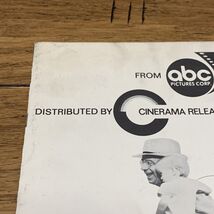 FROM abc
PICTURES CORP
DISTRIBUTED BY CINERAMA RELEA